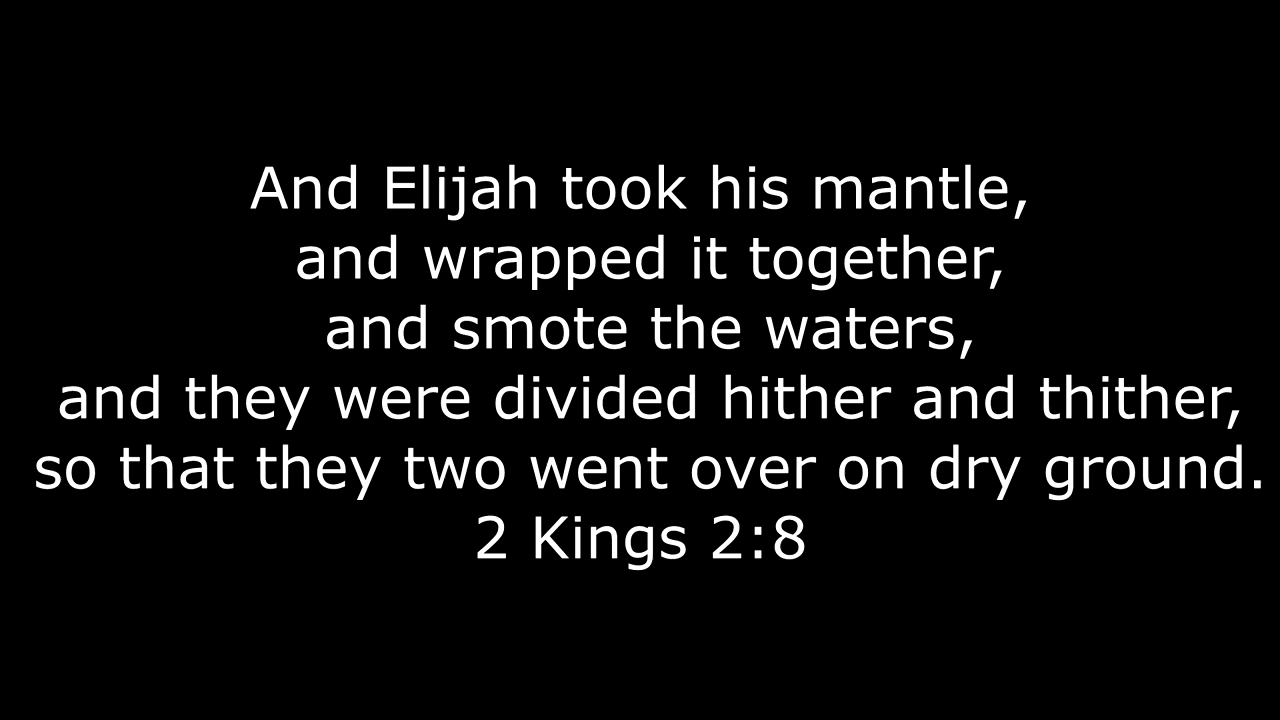 And Elijah took his mantle,
and wrapped it together,
and smote the waters,
and they were divided hither and thither,
so that they two went over on dry ground.
2 Kings 2:8